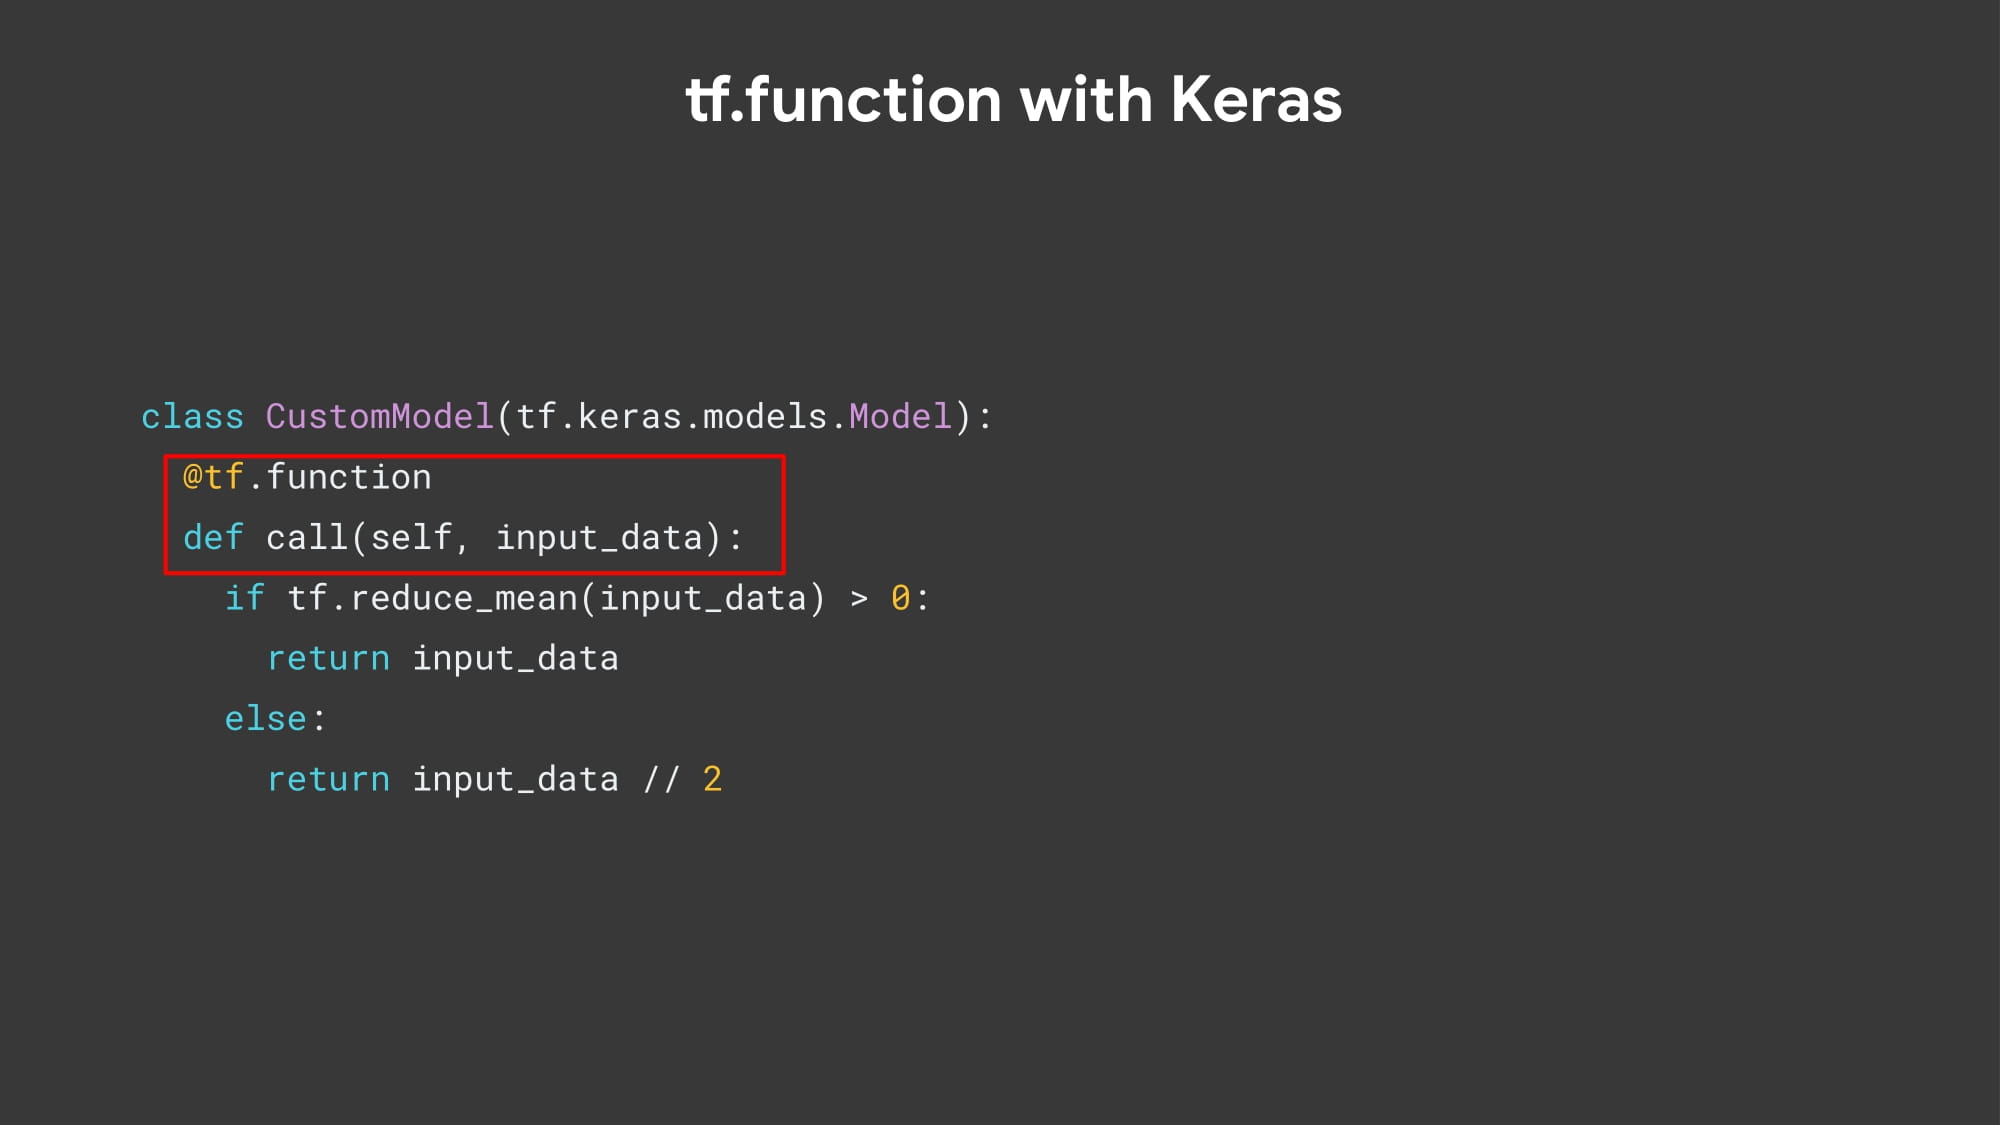 tf.function with Keras
class CustomModel(tf.keras.models.Model):
  @tf.function
  def call(self, input_data):
    if tf.reduce_mean(input_data) > 0:
      return input_data
    else:
      return input_data // 2